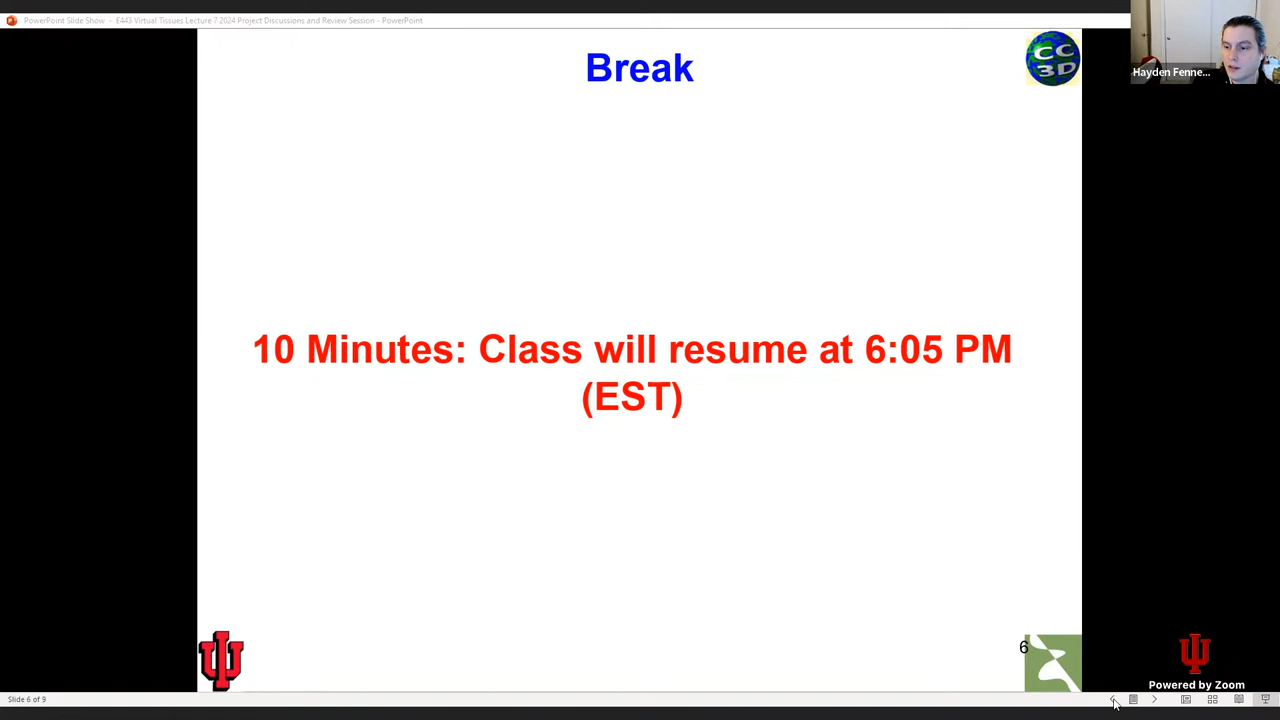 PowerPoint Slide Show - E443 Virtual Tissues Lecture 7 2024 Project Discussions and Review Session - PowerPoint
Hayden Fenne...
Break
CC
3D
10 Minutes: Class will resume at 6:05 PM
(EST)
6
Powered by Zoom
Slide 6 of 9